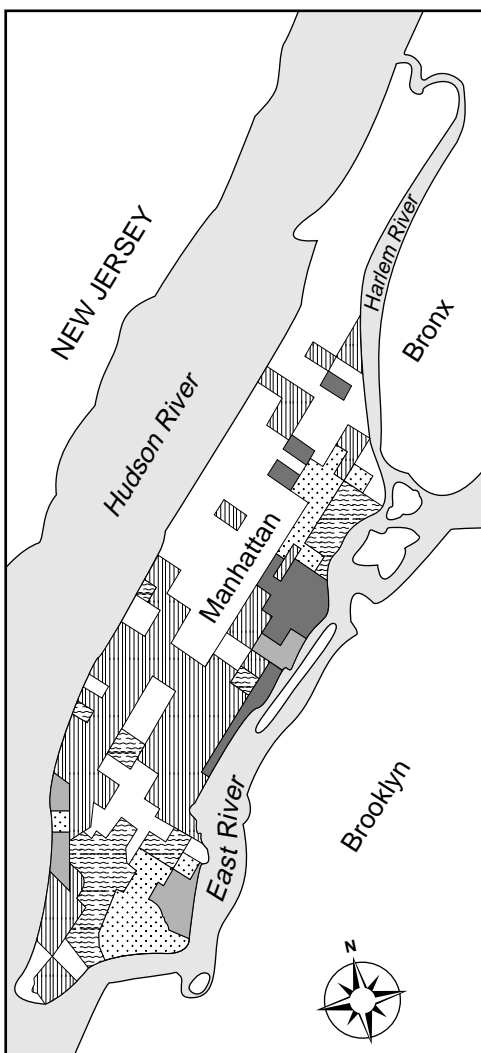 NEW JERSEY
Hudson River
Harlem River
Bronx
Manhattan
East River
Brooklyn
N